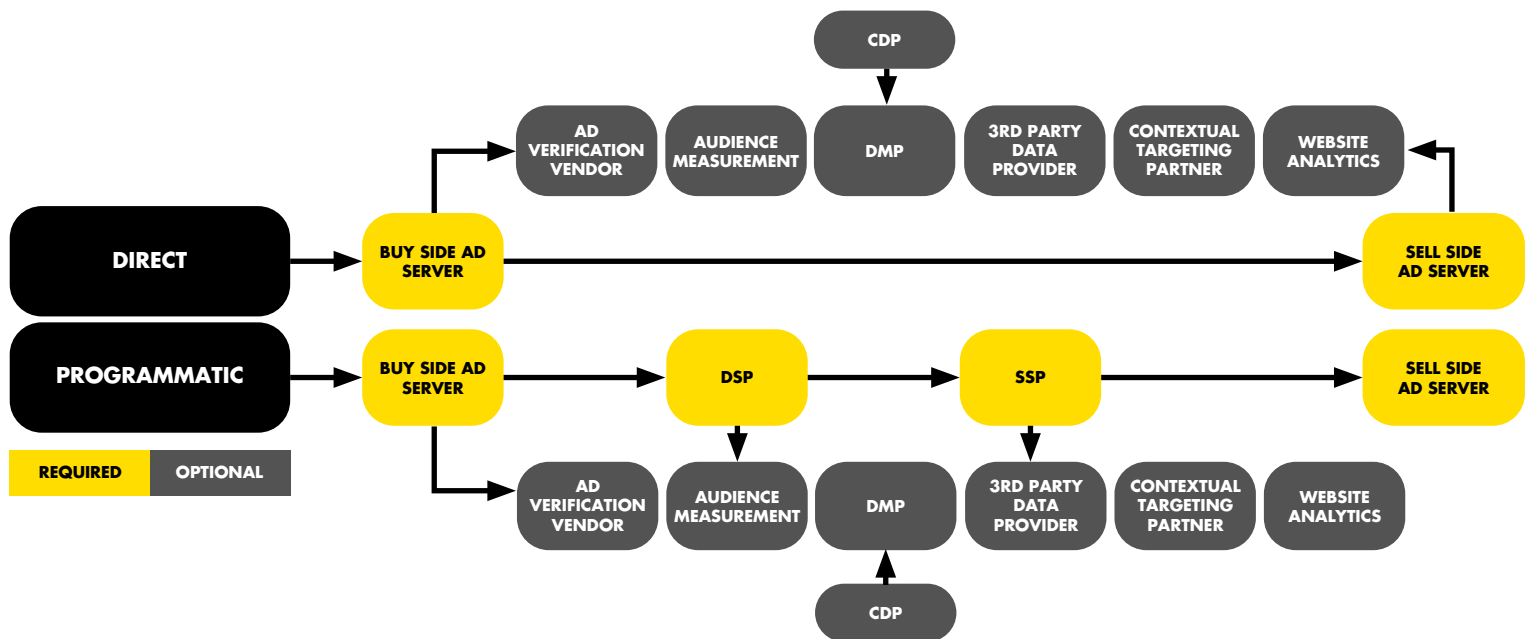 CDP
AD
VERIFICATION
VENDOR
AUDIENCE
MEASUREMENT
DMP
3RD PARTY
DATA
PROVIDER
CONTEXTUAL
TARGETING
PARTNER
WEBSITE
ANALYTICS
DIRECT
BUY SIDE AD
SERVER
SELL SIDE
AD SERVER
PROGRAMMATIC
BUY SIDE AD
SERVER
DSP
SSP
SELL SIDE
AD SERVER
REQUIRED
OPTIONAL
AD
VERIFICATION
VENDOR
AUDIENCE
MEASUREMENT
DMP
3RD PARTY
DATA
PROVIDER
CONTEXTUAL
TARGETING
PARTNER
WEBSITE
ANALYTICS
CDP